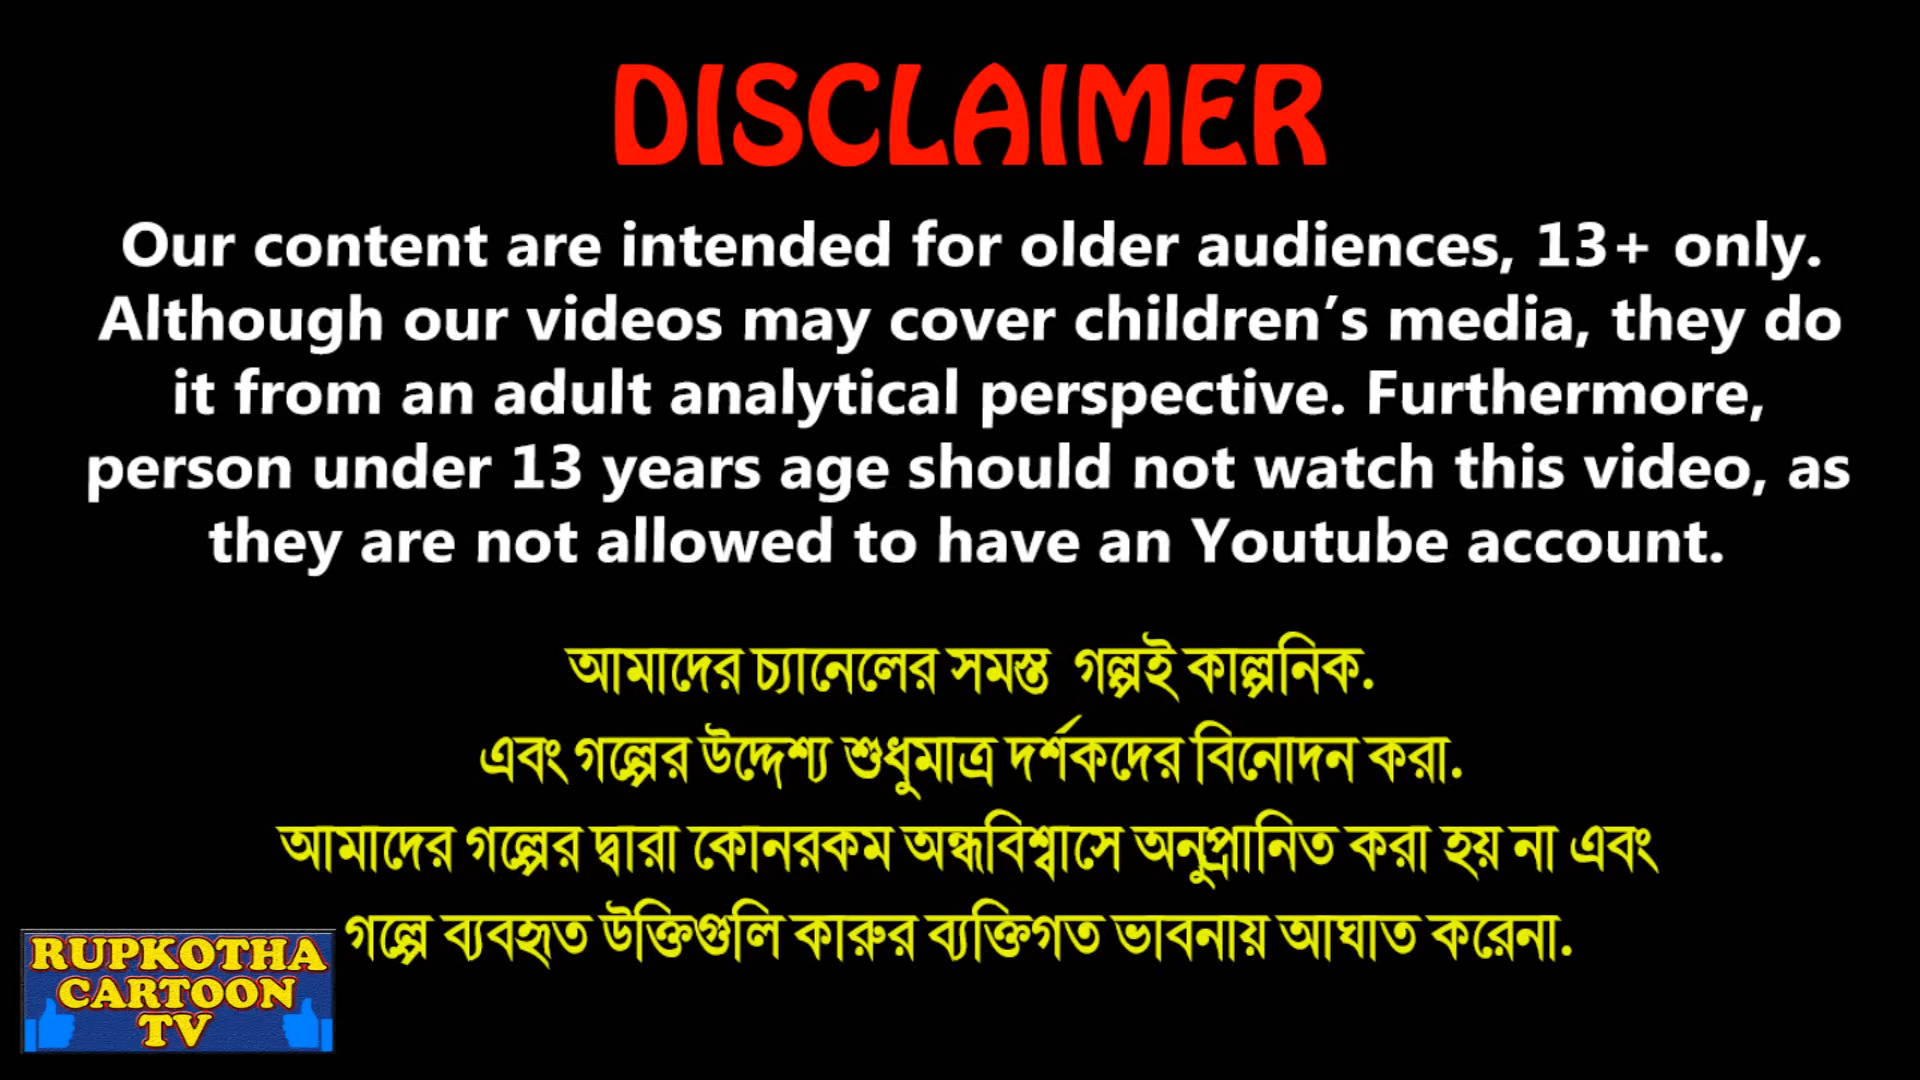 DISCLAIMER
Our content are intended for older audiences, 13+ only.
Although our videos may cover children’s media, they do
it from an adult analytical perspective. Furthermore,
person under 13 years age should not watch this video, as
they are not allowed to have an Youtube account.
আমাদের চ্যানেলের সমস্ত গল্পই কাল্পনিক.
এবং গল্পের উদ্দেশ্য শুধুমাত্র দর্শকদের বিনোদন করা.
আমাদের গল্পের দ্বারা কোনরকম অন্ধবিশ্বাসে অনুপ্রানিত করা হয় না এবং
গল্পে ব্যবহৃত উক্তিগুলি কারুর ব্যক্তিগত ভাবনায় আঘাত করেনা.
RUPKOTHA
CARTOON
TV